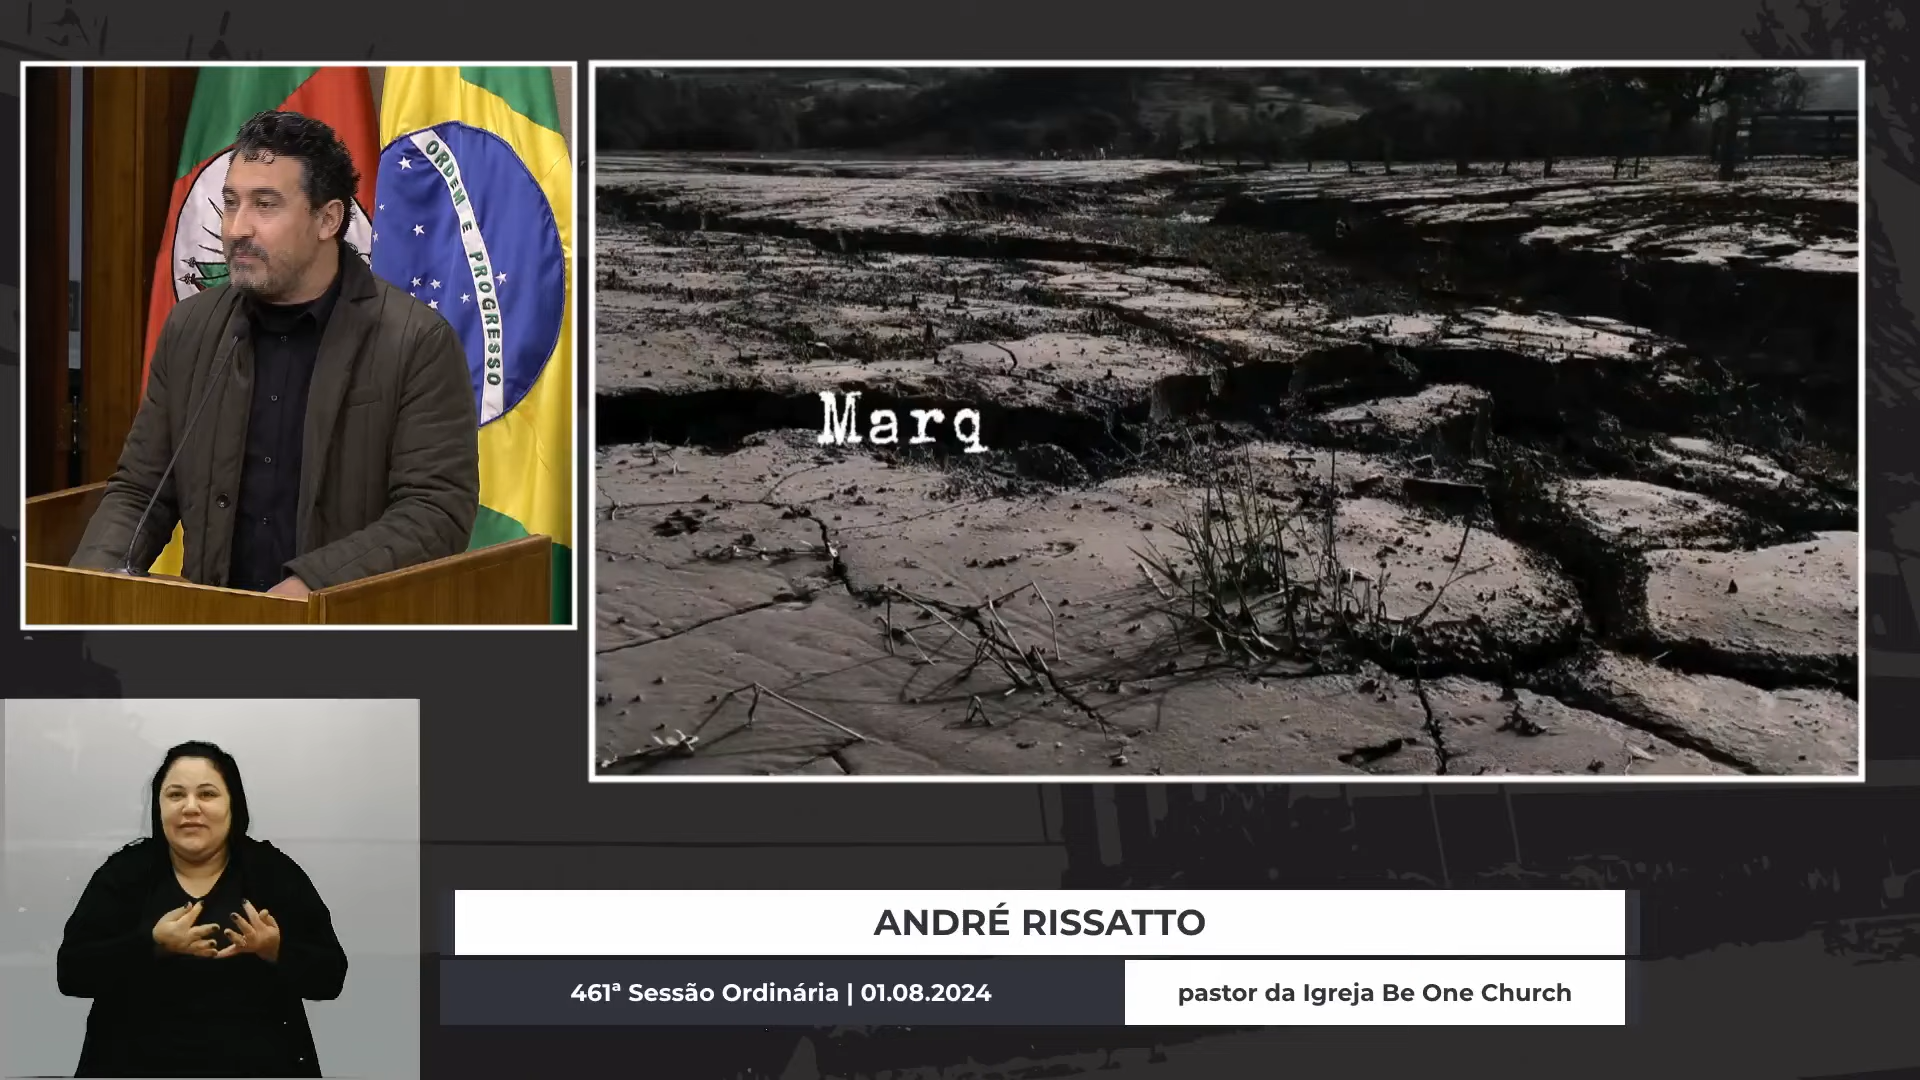 ORDEM E PROGRESSO
Marq
ANDRÉ RISSATTO
461ª Sessão Ordinária | 01.08.2024
pastor da Igreja Be One Church